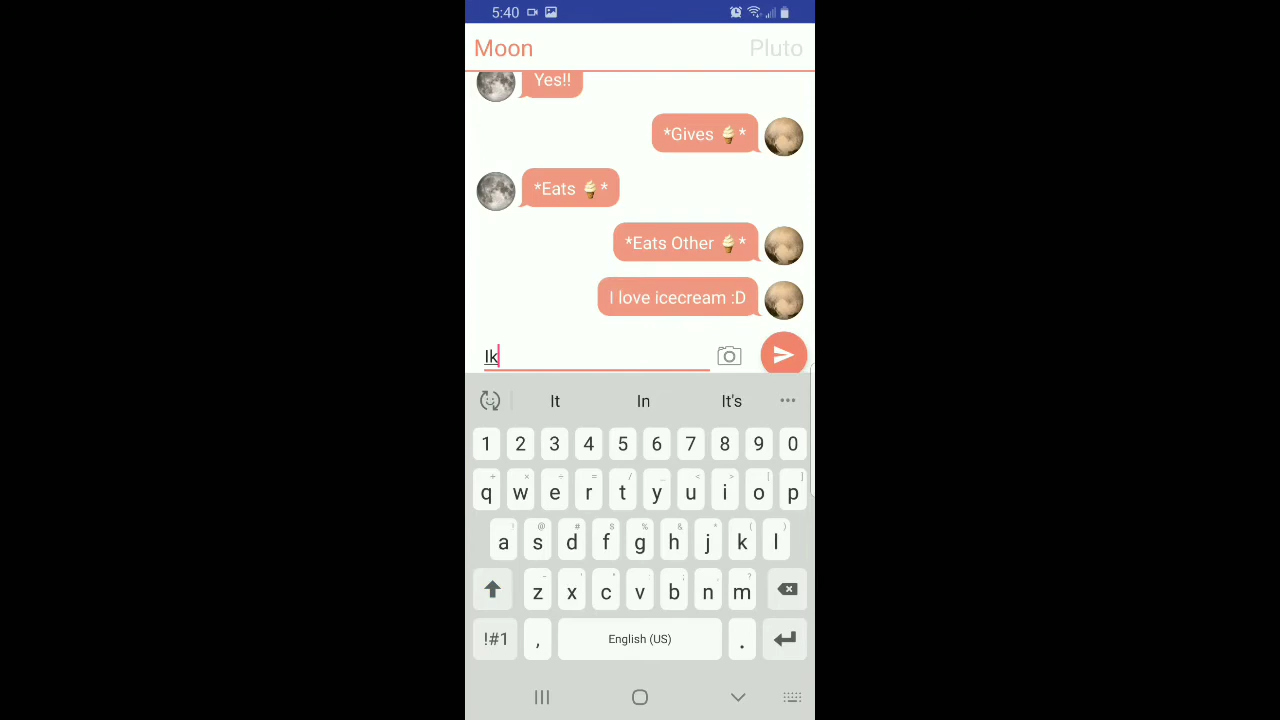 5:40
Moon Pluto
Yes!!
*Gives 🍦*
*Eats 🍦*
*Eats Other 🍦*
I love icecream :D
Ik
It In It's
1 2 3 4 5 6 7 8 9 0
q w e r t y u i o p
a s d f g h j k l
z x c v b n m
!#1 , English (US) .